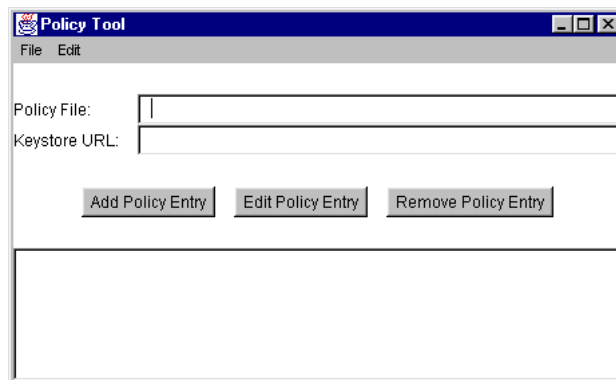 Policy Tool
File Edit
Policy File:
Keystore URL:
Add Policy Entry Edit Policy Entry Remove Policy Entry